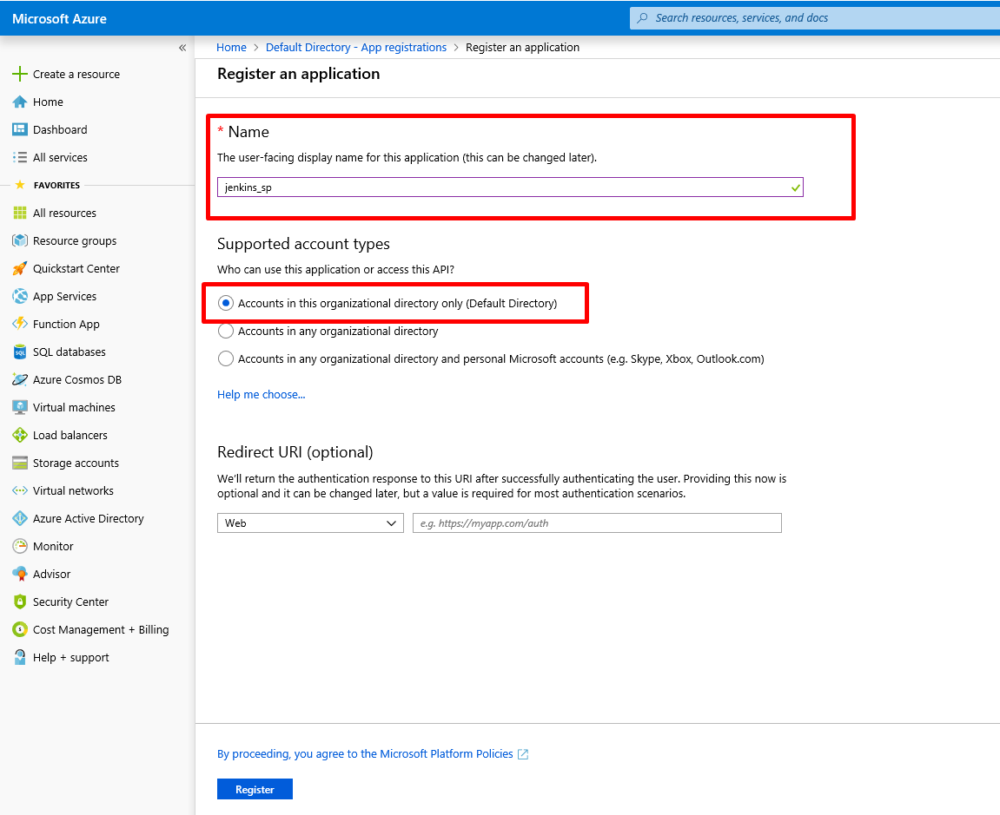 Microsoft Azure
Search resources, services, and docs
«
Home > Default Directory - App registrations > Register an application
Register an application
Create a resource
Home
Dashboard
All services
FAVORITES
All resources
Resource groups
Quickstart Center
App Services
Function App
SQL databases
Azure Cosmos DB
Virtual machines
Load balancers
Storage accounts
Virtual networks
Azure Active Directory
Monitor
Advisor
Security Center
Cost Management + Billing
Help + support
* Name
The user-facing display name for this application (this can be changed later).
jenkins_sp
Supported account types
Who can use this application or access this API?
Accounts in this organizational directory only (Default Directory)
Accounts in any organizational directory
Accounts in any organizational directory and personal Microsoft accounts (e.g. Skype, Xbox, Outlook.com)
Help me choose...
Redirect URI (optional)
We'll return the authentication response to this URI after successfully authenticating the user. Providing this now is
optional and it can be changed later, but a value is required for most authentication scenarios.
Web
e.g. https://myapp.com/auth
By proceeding, you agree to the Microsoft Platform Policies
Register